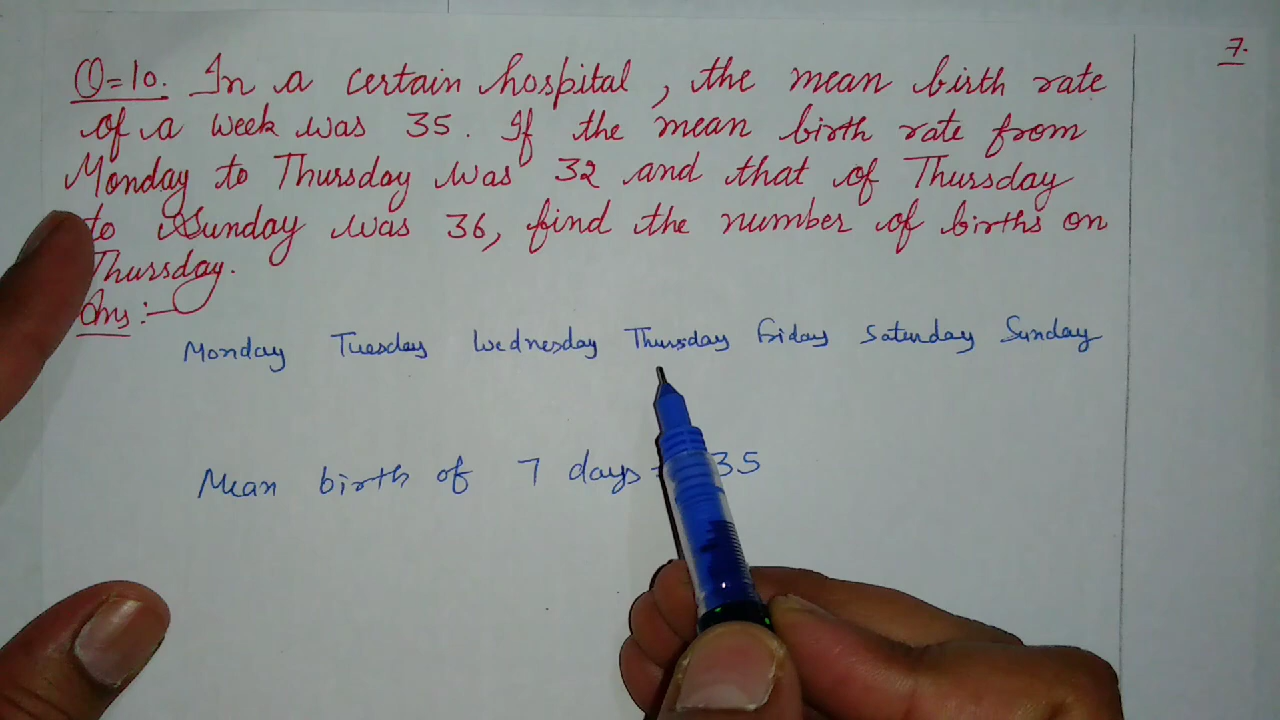 7.
Q=10. In a certain hospital, the mean birth rate
of a week was 35. If the mean birth rate from
Monday to Thursday was 32 and that of Thursday
to Sunday was 36, find the number of births on
Thursday.
Ans:-
Monday Tuesday Wednesday Thursday Friday Saturday Sunday
Mean birth of 7 days = 35